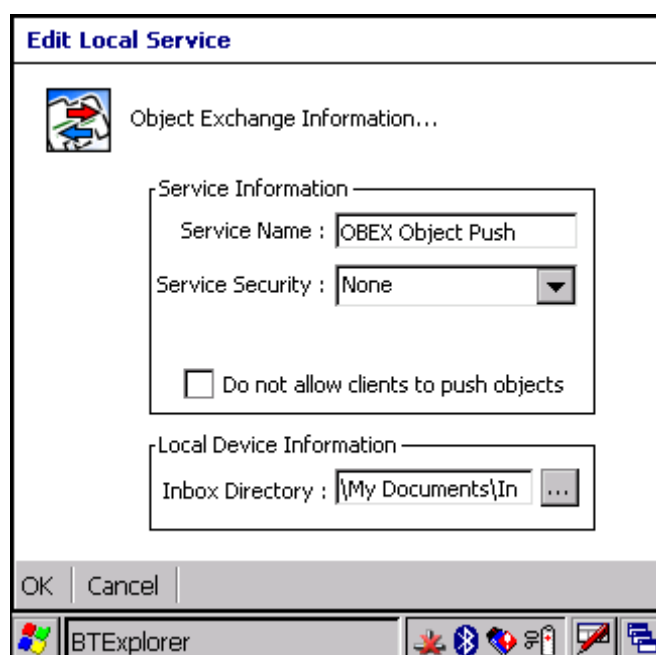 Edit Local Service
Object Exchange Information...
Service Information
Service Name : OBEX Object Push
Service Security : None
Do not allow clients to push objects
Local Device Information
Inbox Directory : \My Documents\In ...
OK Cancel
BTExplorer